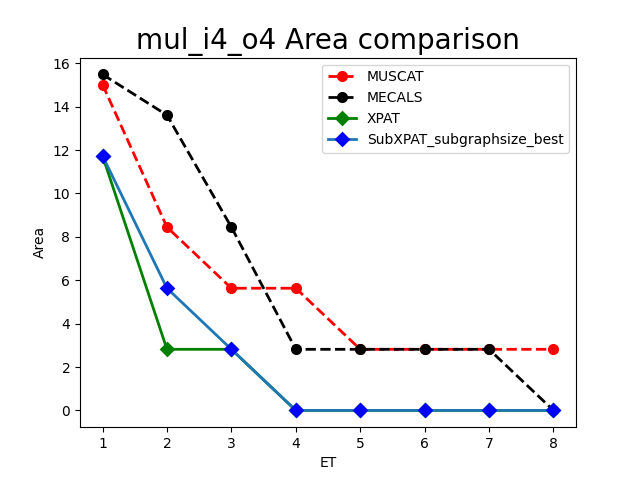 mul_i4_o4 Area comparison
MUSCAT
MECALS
XPAT
SubXPAT_subgraphsize_best
Area
16
14
12
10
8
6
4
2
0
1 2 3 4 5 6 7 8
ET